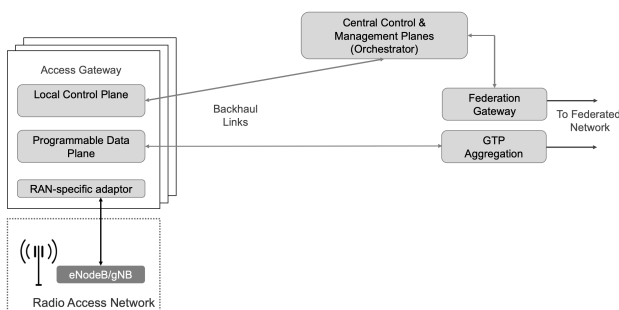 Central Control &
Management Planes
(Orchestrator)
Access Gateway
Local Control Plane
Backhaul
Links
Federation
Gateway
To Federated
Network
Programmable Data
Plane
GTP
Aggregation
RAN-specific adaptor
eNodeB/gNB
Radio Access Network